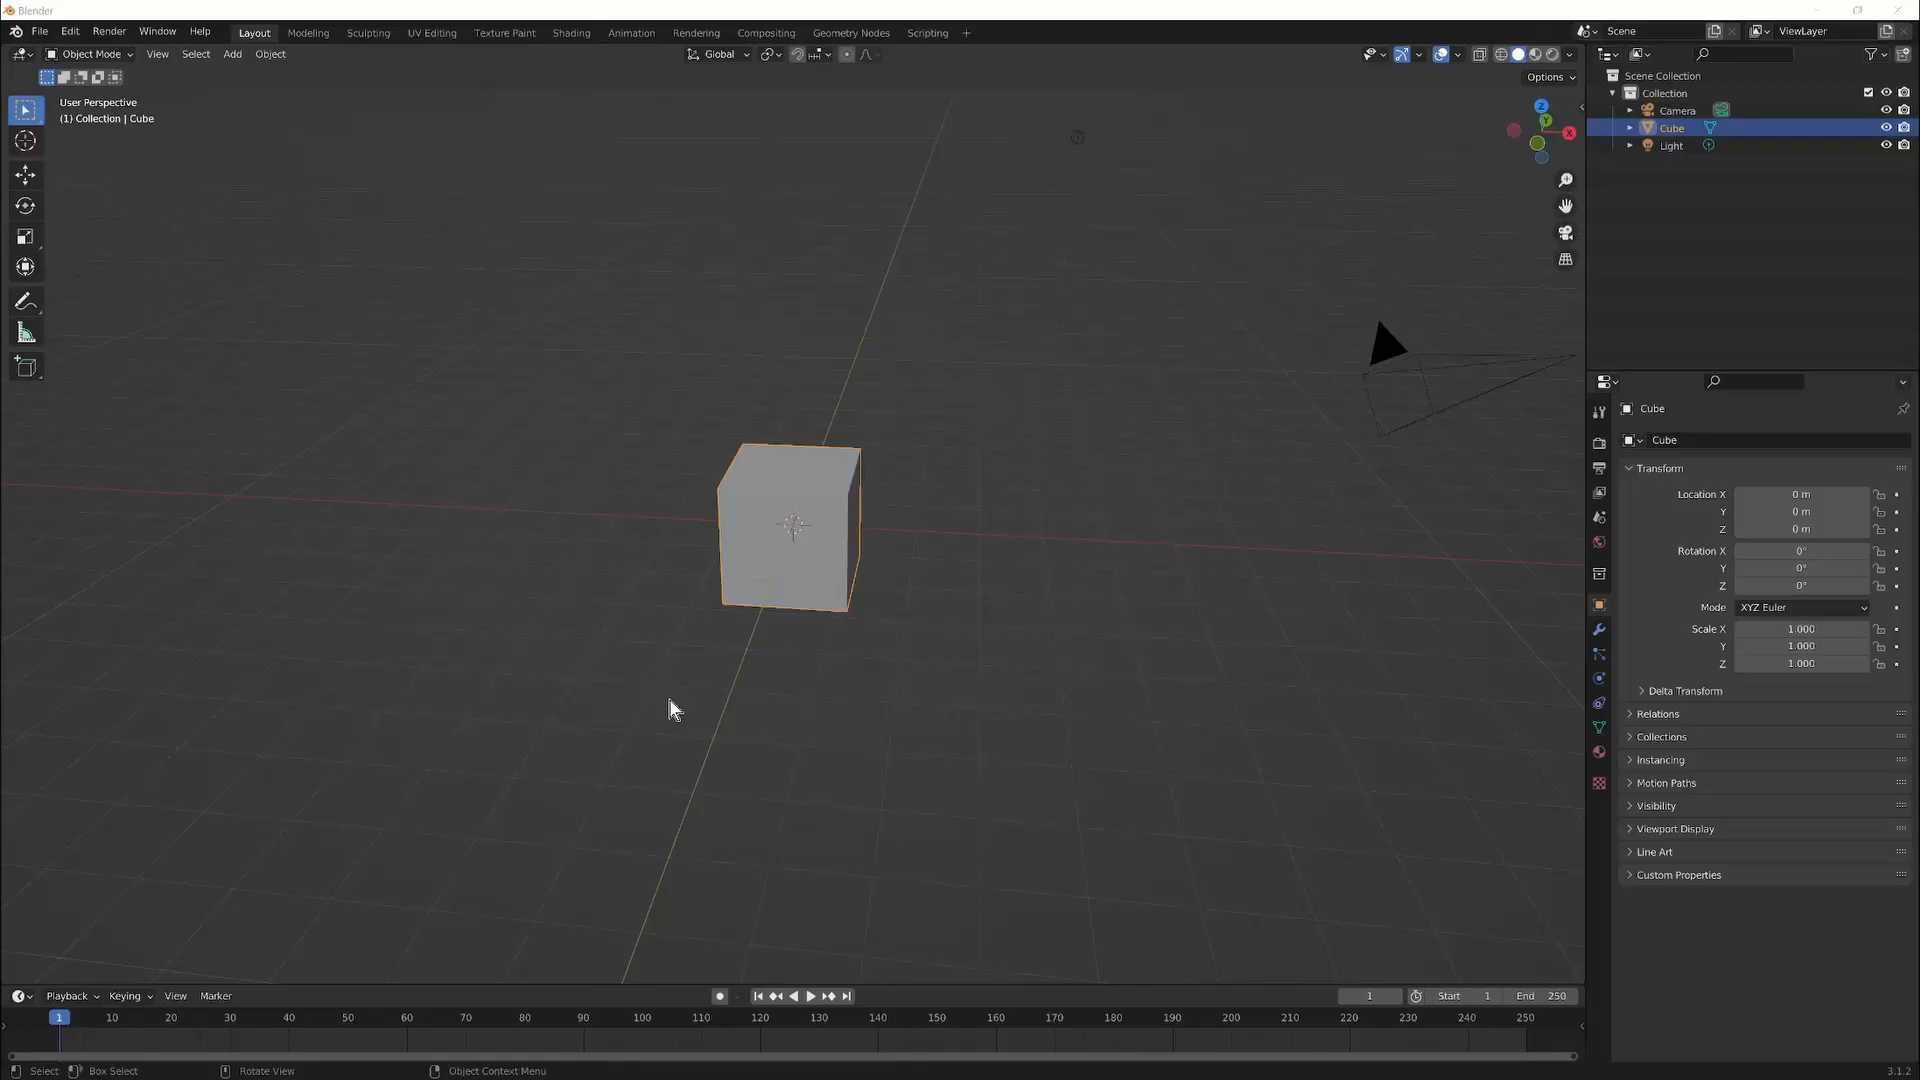 Blender
File Edit Render Window Help Layout Modeling Sculpting UV Editing Texture Paint Shading Animation Rendering Compositing Geometry Nodes Scripting + Scene ViewLayer
Object Mode View Select Add Object Global
Options
User Perspective
(1) Collection | Cube
Z
Y
X
Scene Collection
Collection
Camera
Cube
Light
Cube
Cube
Transform
Location X 0 m
Y 0 m
Z 0 m
Rotation X 0°
Y 0°
Z 0°
Mode XYZ Euler
Scale X 1.000
Y 1.000
Z 1.000
Delta Transform
Relations
Collections
Instancing
Motion Paths
Visibility
Viewport Display
Line Art
Custom Properties
Playback Keying View Marker 1 Start 1 End 250
1 10 20 30 40 50 60 70 80 90 100 110 120 130 140 150 160 170 180 190 200 210 220 230 240 250
Select Box Select Rotate View Object Context Menu 3.1.2